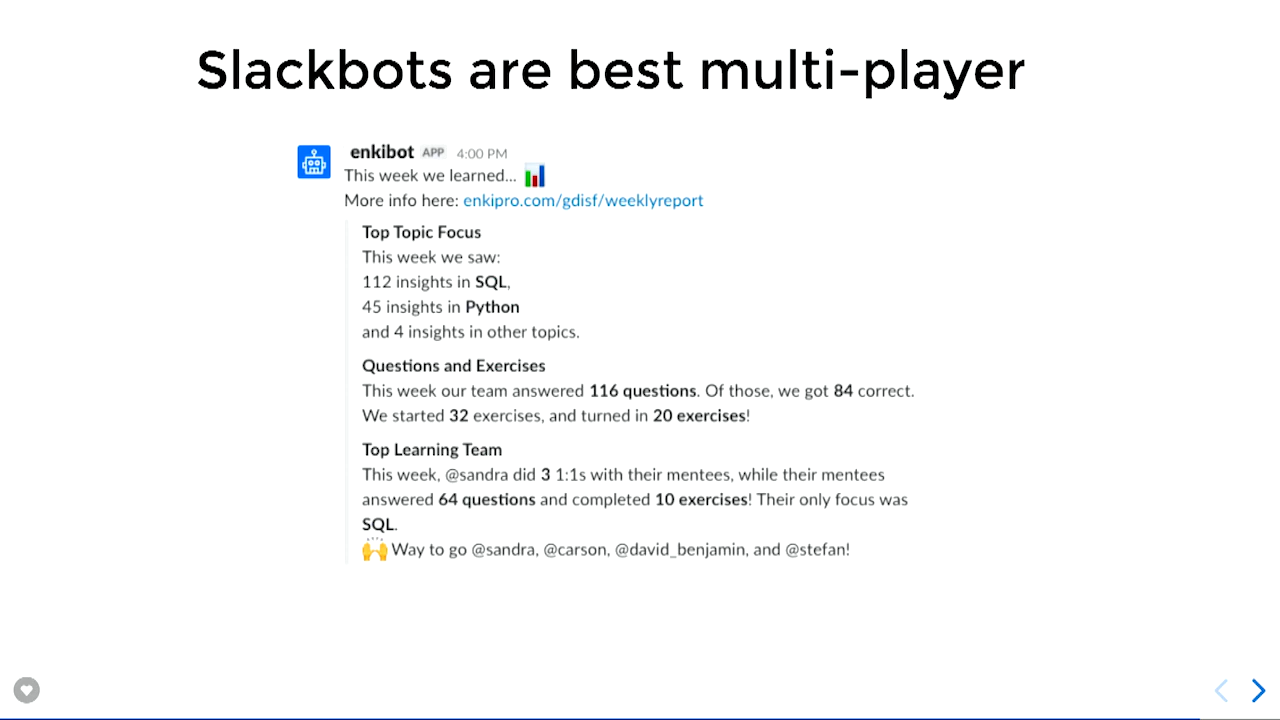 Slackbots are best multi-player
enkibot APP 4:00 PM
This week we learned...
More info here: enkipro.com/gdisf/weeklyreport
Top Topic Focus
This week we saw:
112 insights in SQL,
45 insights in Python
and 4 insights in other topics.
Questions and Exercises
This week our team answered 116 questions. Of those, we got 84 correct.
We started 32 exercises, and turned in 20 exercises!
Top Learning Team
This week, @sandra did 3 1:1s with their mentees, while their mentees
answered 64 questions and completed 10 exercises! Their only focus was
SQL.
Way to go @sandra, @carson, @david_benjamin, and @stefan!